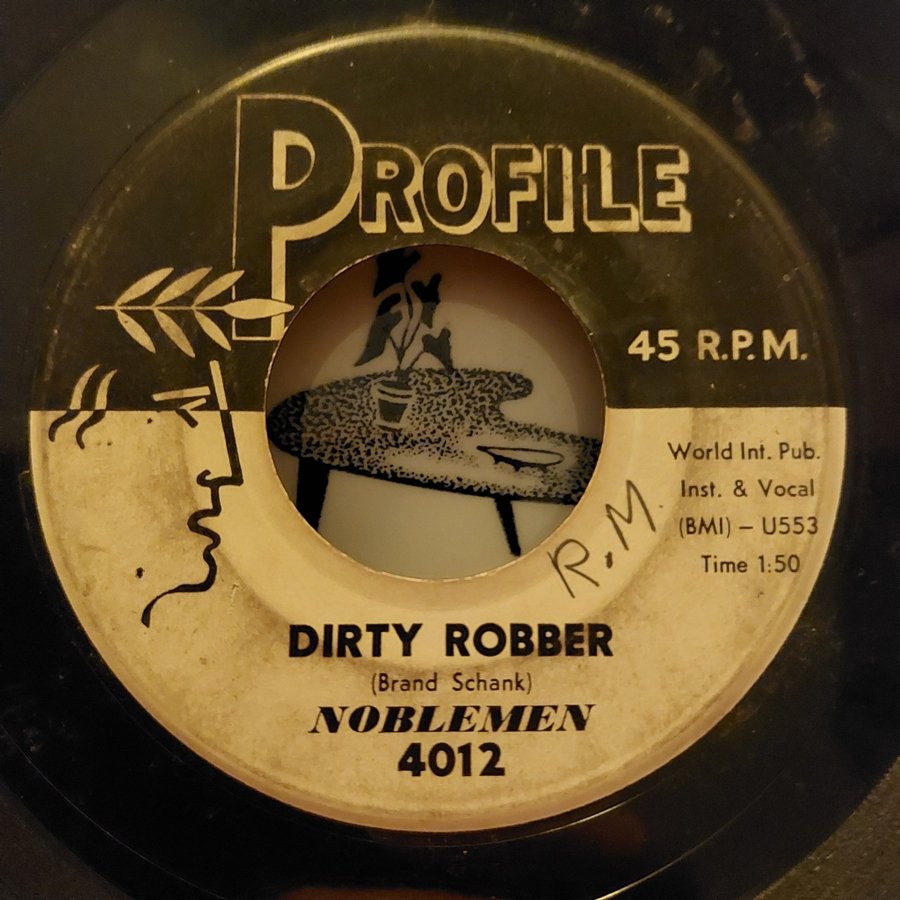 PROFILE
45 R.P.M.
World Int. Pub.
Inst. & Vocal
(BMI) – U553
Time 1:50
R.M.
DIRTY ROBBER
(Brand Schank)
NOBLEMEN
4012